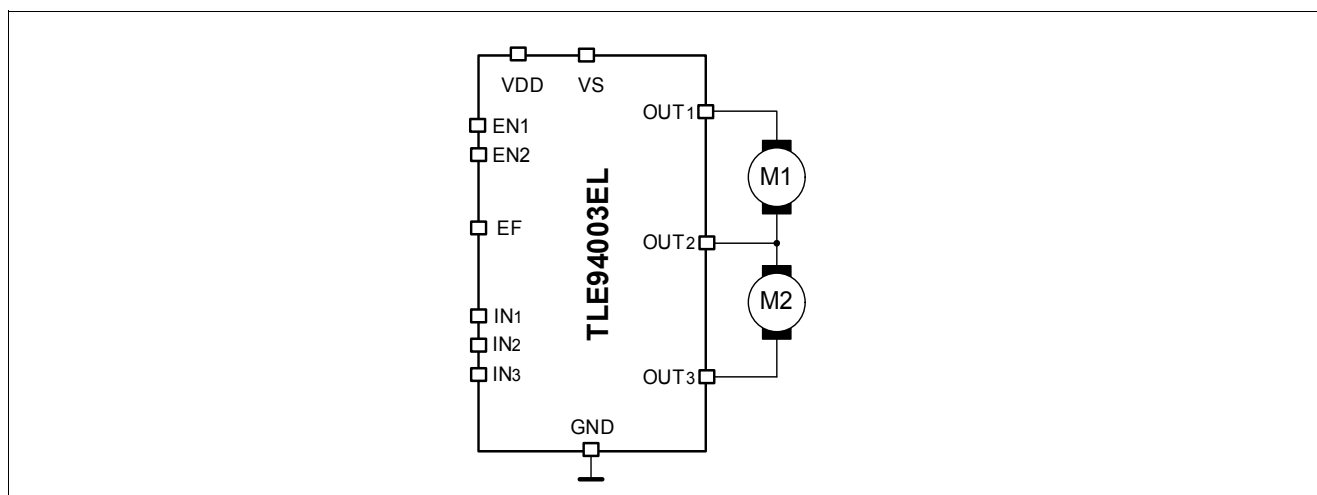 VDD
VS
EN1
EN2
EF
IN1
IN2
IN3
TLE94003EL
OUT1
OUT2
OUT3
GND
M1
M2